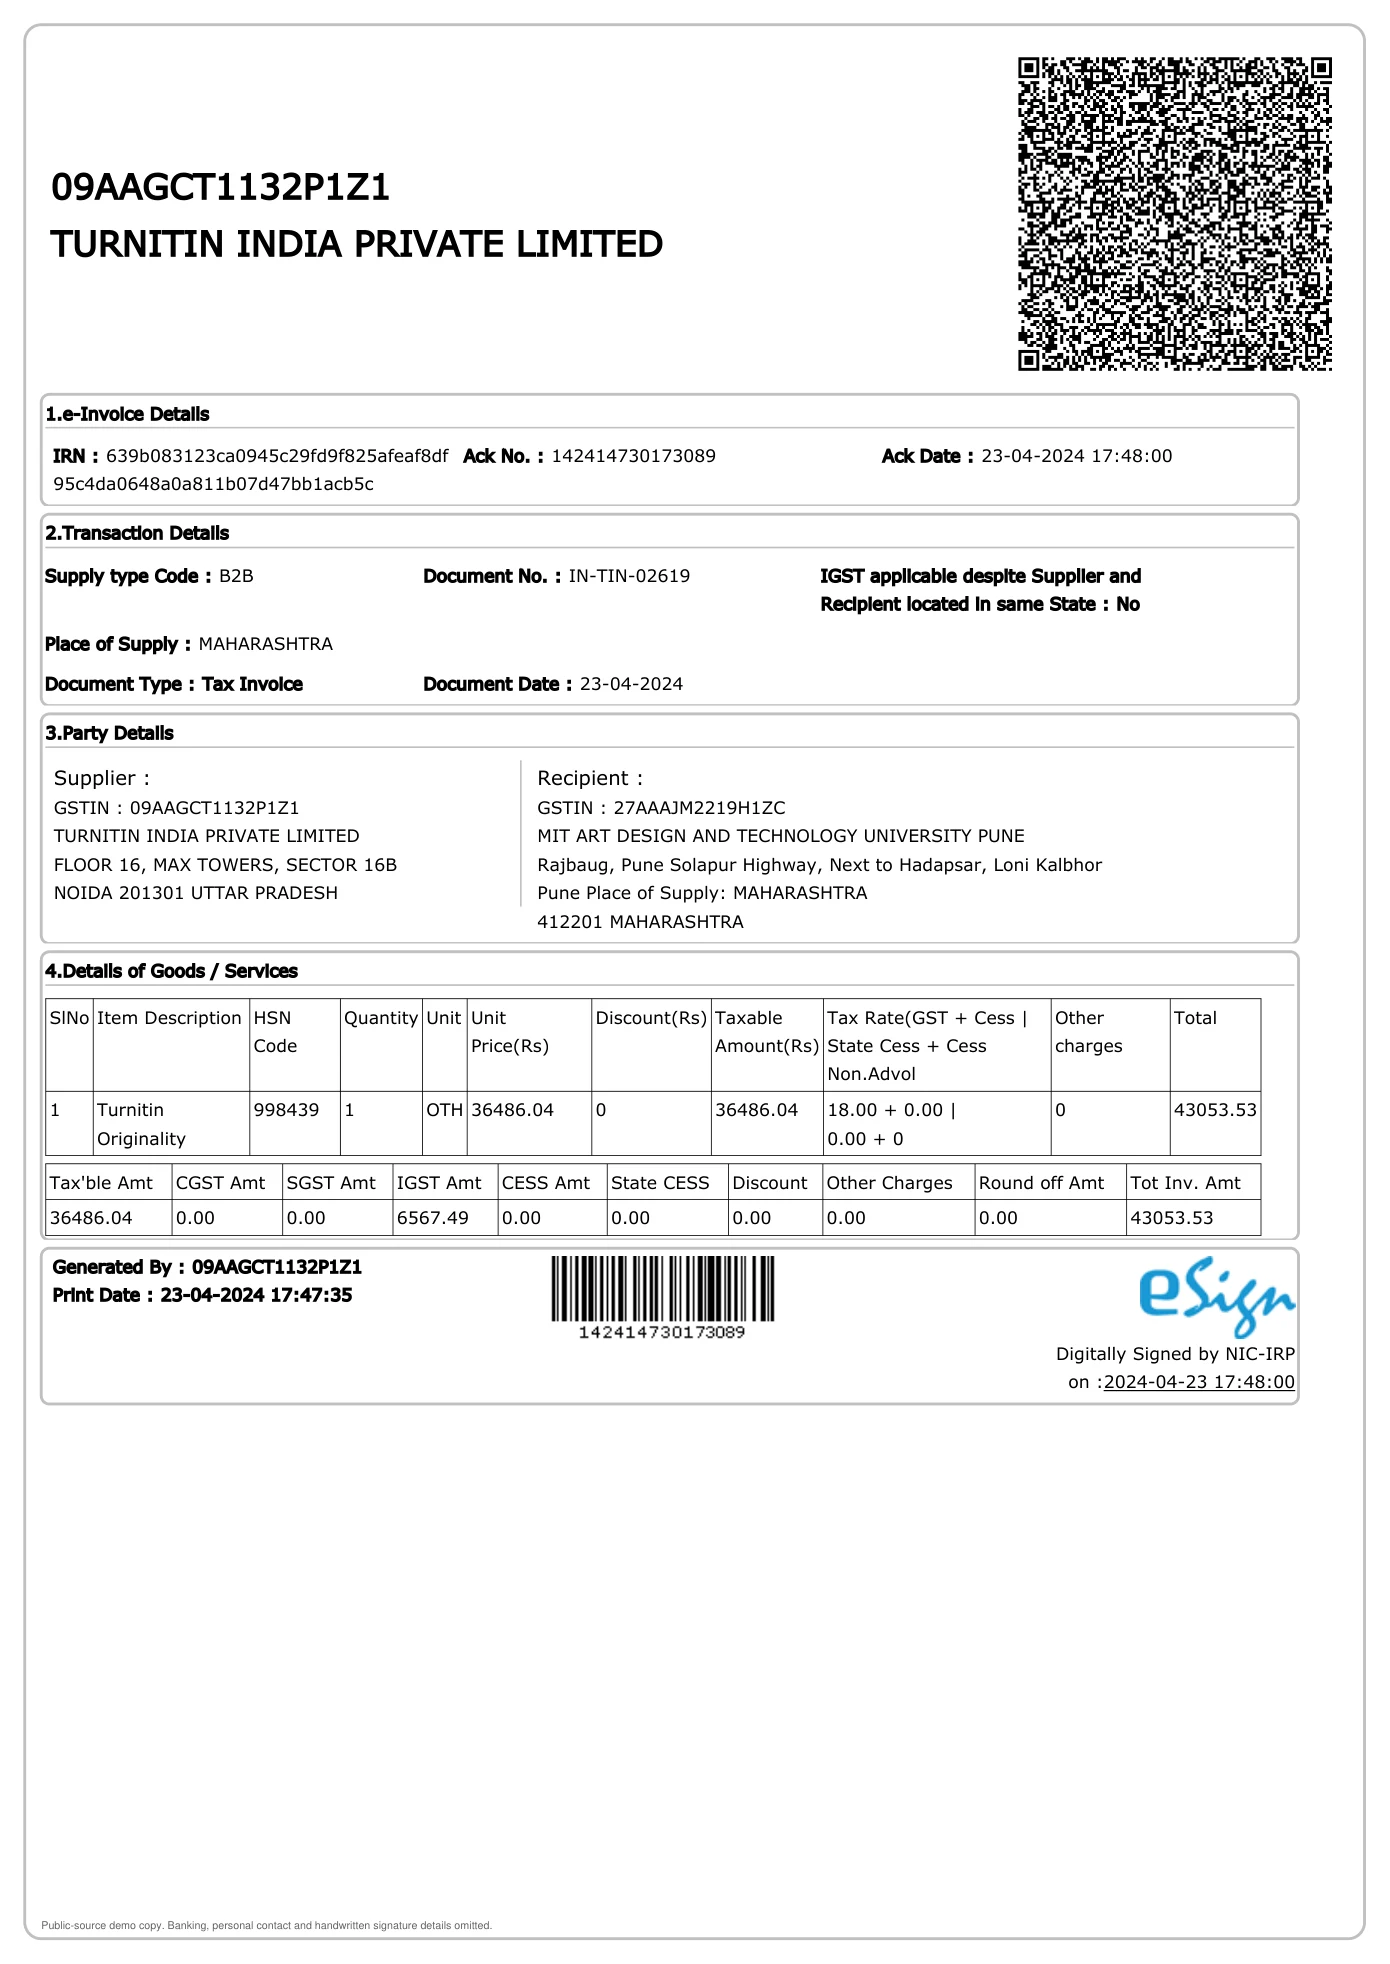 09AAGCT1132P1Z1
TURNITIN INDIA PRIVATE LIMITED
1.e-Invoice Details
IRN : 639b083123ca0945c29fd9f825afeaf8df Ack No. : 142414730173089 Ack Date : 23-04-2024 17:48:00
95c4da0648a0a811b07d47bb1acb5c
2.Transaction Details
Supply type Code : B2B Document No. : IN-TIN-02619 IGST applicable despite Supplier and
Recipient located in same State : No
Place of Supply : MAHARASHTRA
Document Type : Tax Invoice Document Date : 23-04-2024
3.Party Details
Supplier :
GSTIN : 09AAGCT1132P1Z1
TURNITIN INDIA PRIVATE LIMITED
FLOOR 16, MAX TOWERS, SECTOR 16B
NOIDA 201301 UTTAR PRADESH
Recipient :
GSTIN : 27AAAJM2219H1ZC
MIT ART DESIGN AND TECHNOLOGY UNIVERSITY PUNE
Rajbaug, Pune Solapur Highway, Next to Hadapsar, Loni Kalbhor
Pune Place of Supply: MAHARASHTRA
412201 MAHARASHTRA
4.Details of Goods / Services
SlNo Item Description HSN Quantity Unit Unit Discount(Rs) Taxable Tax Rate(GST + Cess | Other Total
Code Price(Rs) Amount(Rs) State Cess + Cess charges
Non.Advol
1 Turnitin 998439 1 OTH 36486.04 0 36486.04 18.00 + 0.00 | 0 43053.53
Originality 0.00 + 0
Tax'ble Amt CGST Amt SGST Amt IGST Amt CESS Amt State CESS Discount Other Charges Round off Amt Tot Inv. Amt
36486.04 0.00 0.00 6567.49 0.00 0.00 0.00 0.00 0.00 43053.53
Generated By : 09AAGCT1132P1Z1
Print Date : 23-04-2024 17:47:35
142414730173089
eSign
Digitally Signed by NIC-IRP
on :2024-04-23 17:48:00
Public-source demo copy. Banking, personal contact and handwritten signature details omitted.